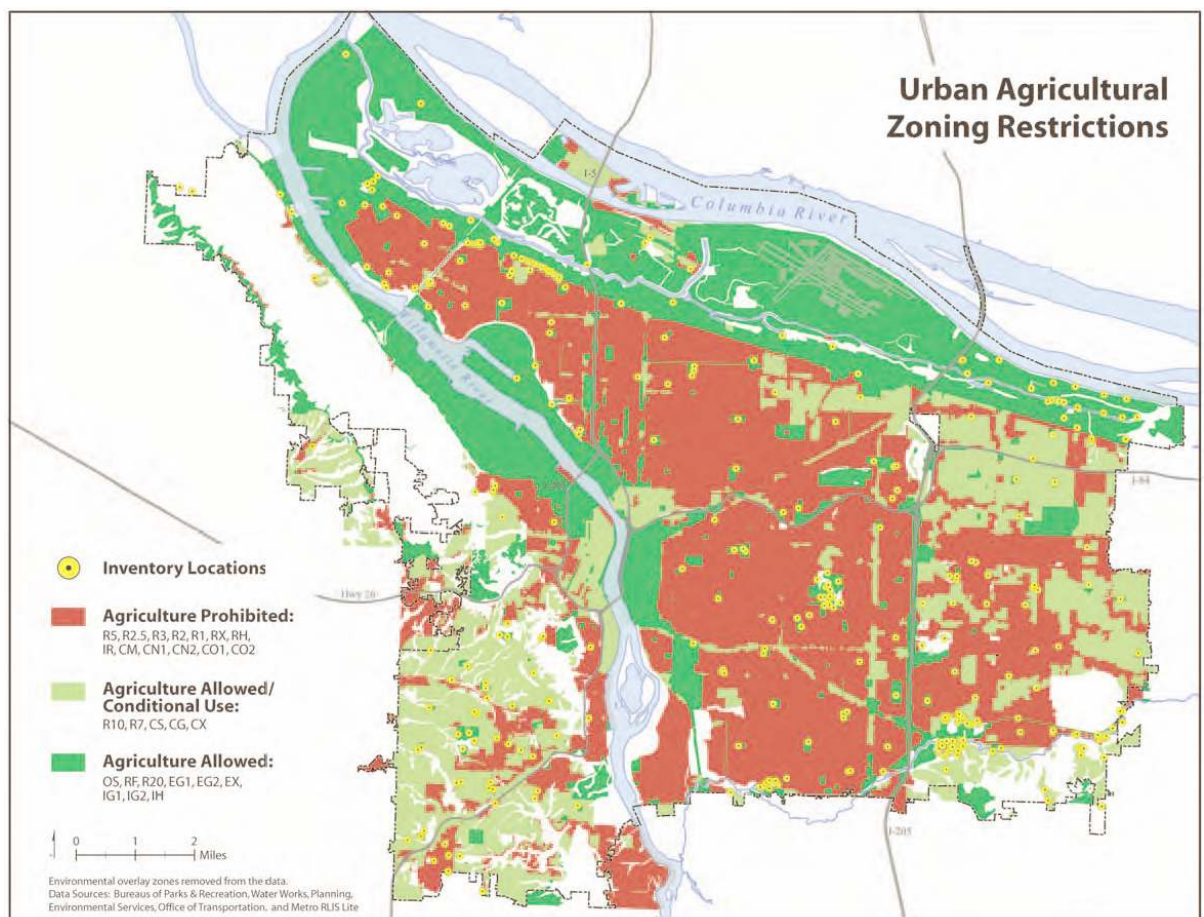 Urban Agricultural
Zoning Restrictions
I-5
Columbia River
Willamette River
I-84
I-405
Hwy 26
I-205
Inventory Locations
Agriculture Prohibited:
R5, R2.5, R3, R2, R1, RX, RH,
IR, CM, CN1, CN2, CO1, CO2
Agriculture Allowed/
Conditional Use:
R10, R7, CS, CG, CX
Agriculture Allowed:
OS, RF, R20, EG1, EG2, EX,
IG1, IG2, IH
0 1 2
Miles
Environmental overlay zones removed from the data.
Data Sources: Bureaus of Parks & Recreation, Water Works, Planning,
Environmental Services, Office of Transportation, and Metro RLIS Lite